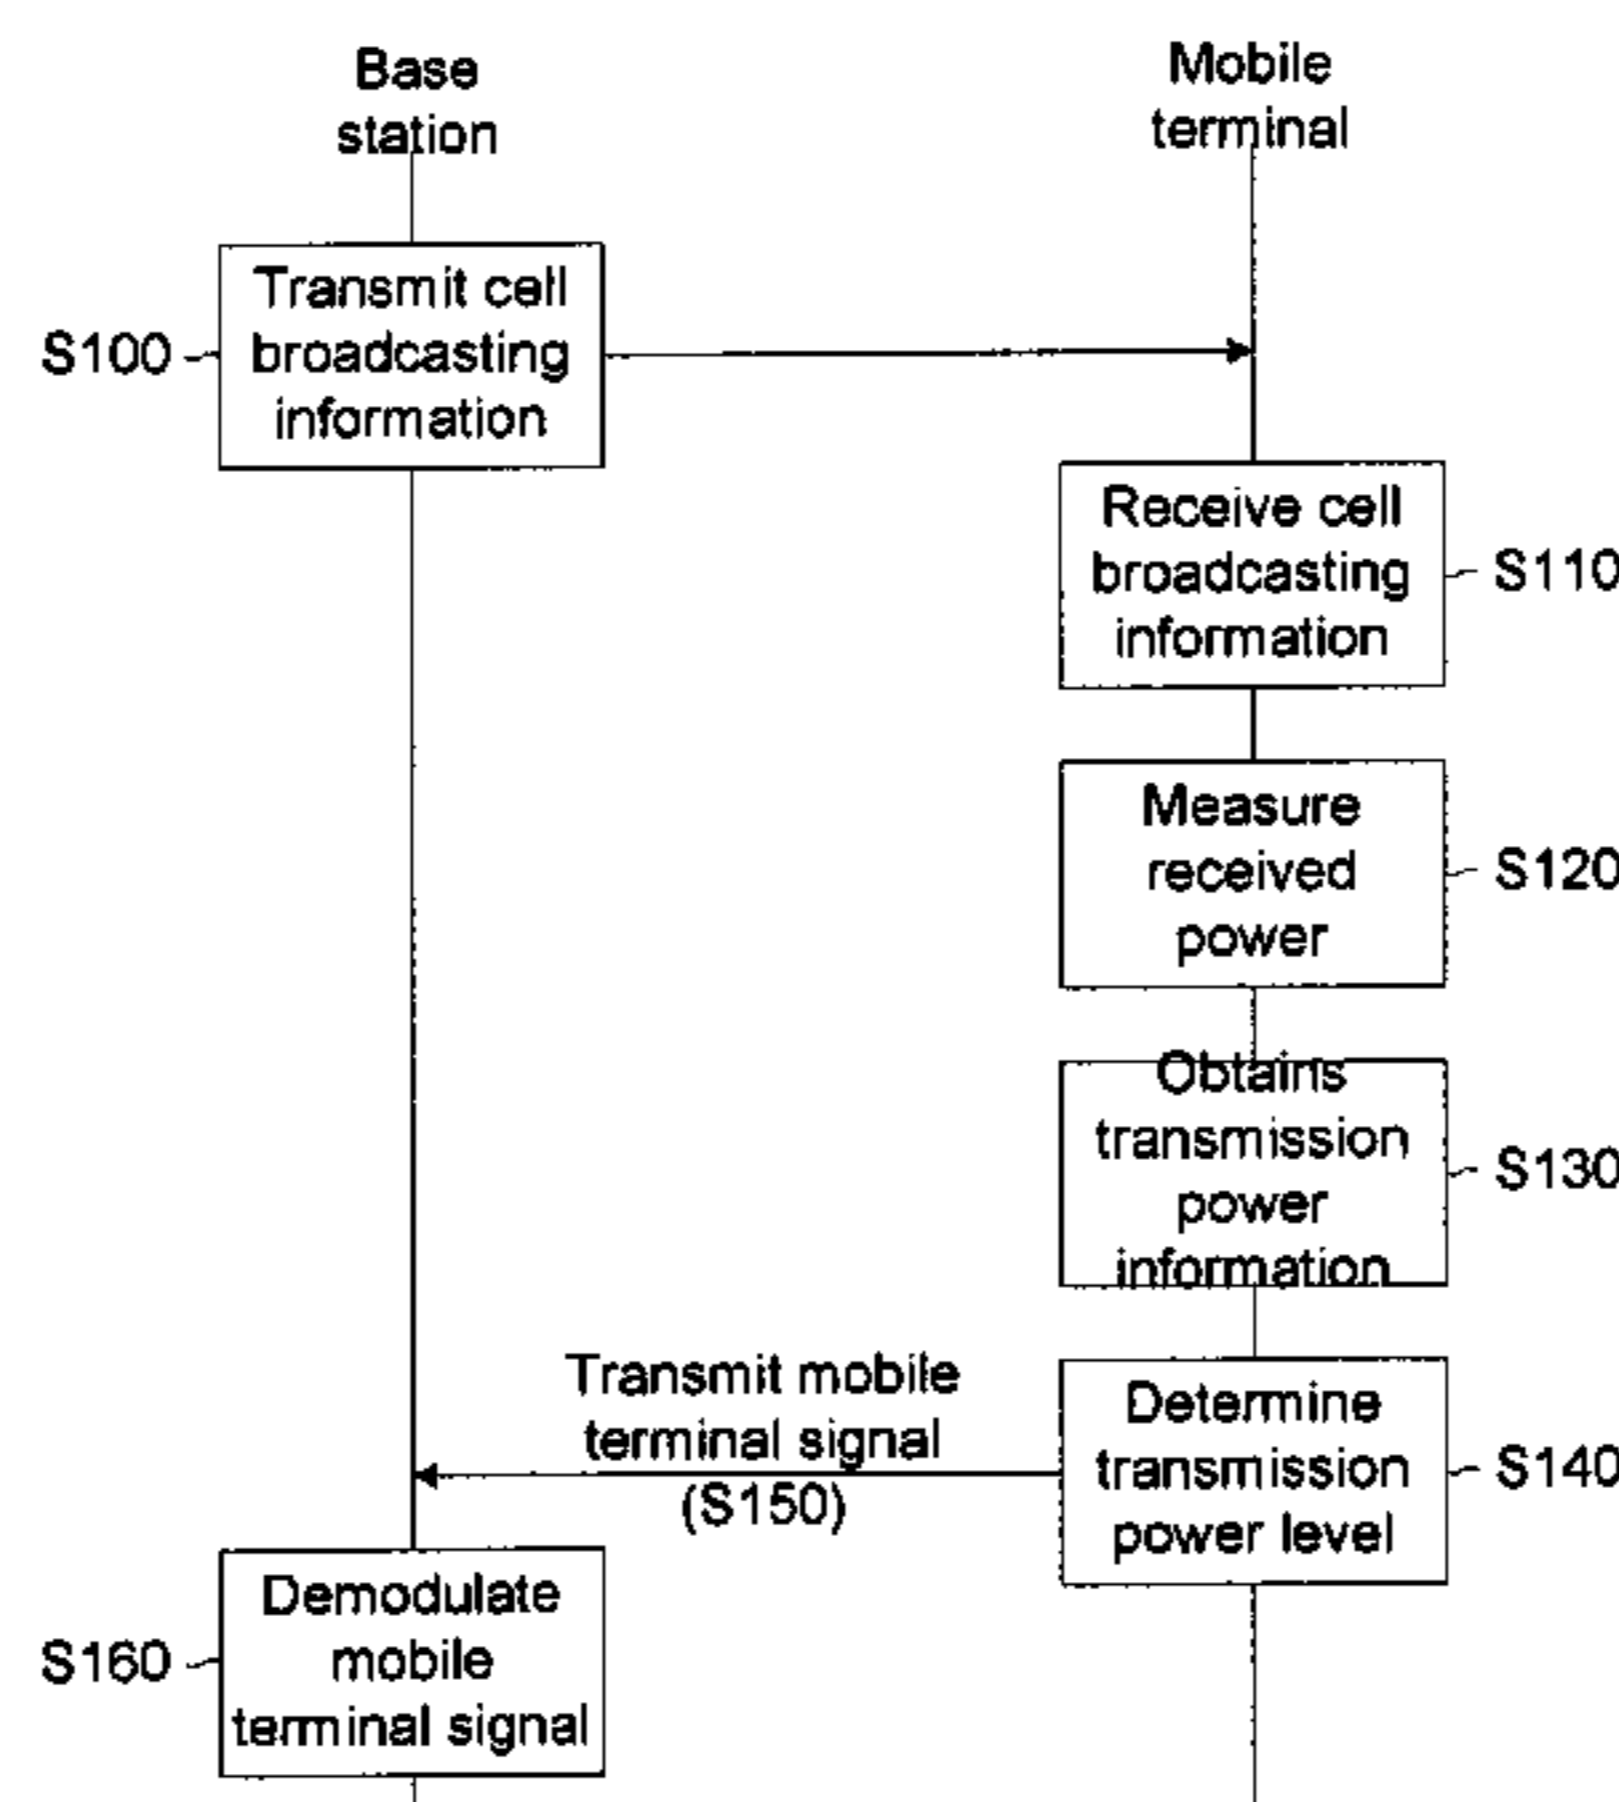 Base
station
Mobile
terminal
S100
Transmit cell
broadcasting
information
Receive cell
broadcasting
information
S110
Measure
received
power
S120
Obtains
transmission
power
information
S130
Transmit mobile
terminal signal
(S150)
Determine
transmission
power level
S140
S160
Demodulate
mobile
terminal signal